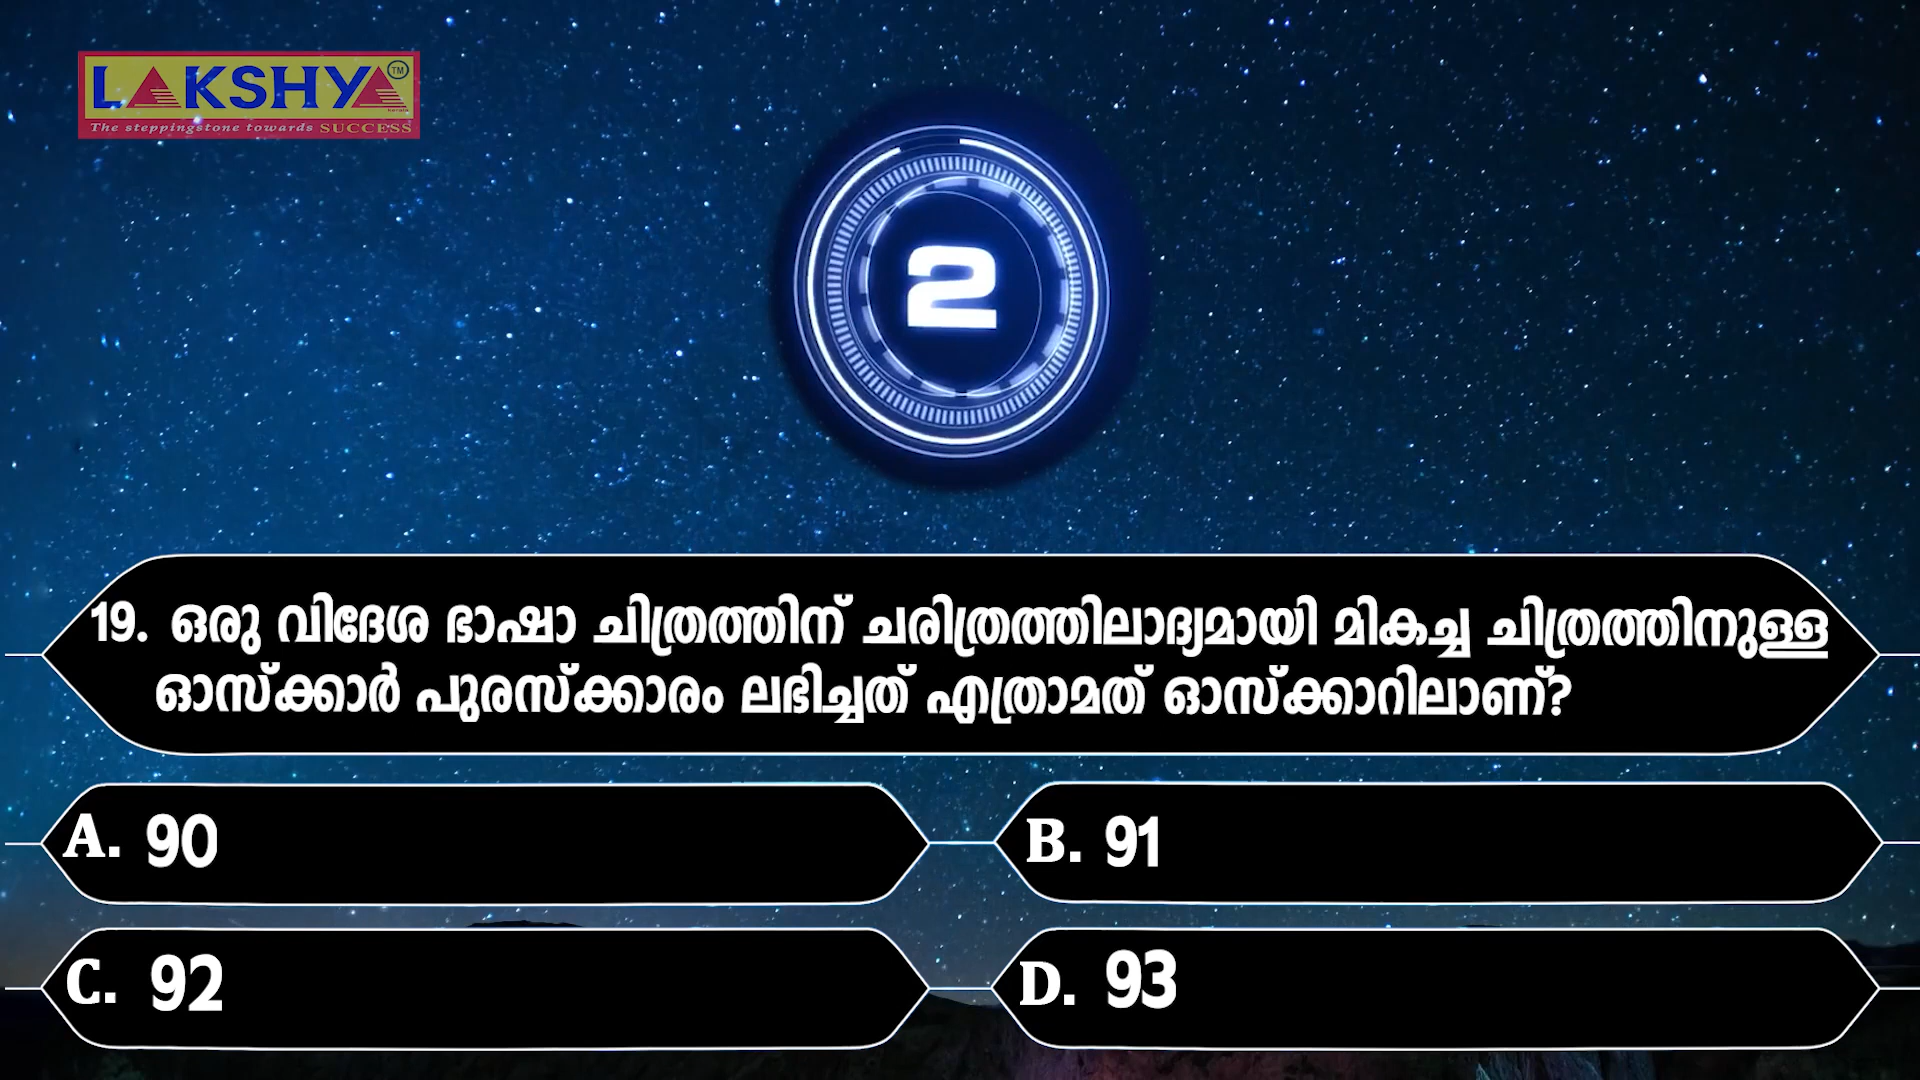 LAKSHYA TM
The steppingstone towards SUCCESS
2
19. ഒരു വിദേശ ഭാഷാ ചിത്രത്തിന് ചരിത്രത്തിലാദ്യമായി മികച്ച ചിത്രത്തിനുള്ള
ഓസ്ക്കാർ പുരസ്ക്കാരം ലഭിച്ചത് എത്രാമത് ഓസ്ക്കാറിലാണ്?
A. 90
B. 91
C. 92
D. 93